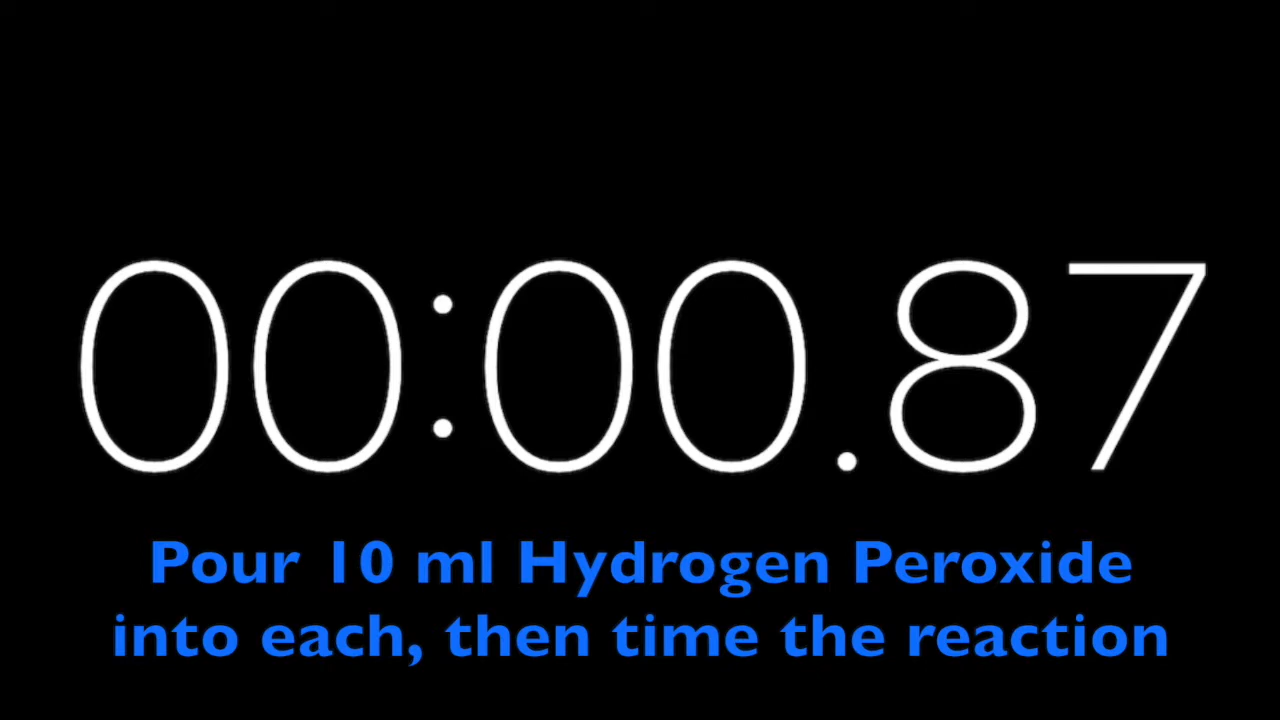 00:00.87
Pour 10 ml Hydrogen Peroxide
into each, then time the reaction